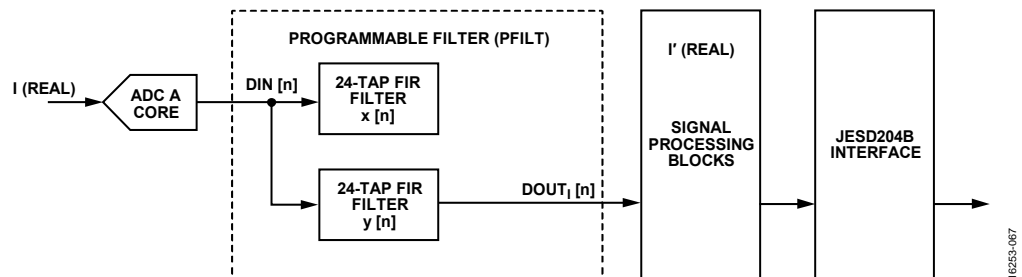 PROGRAMMABLE FILTER (PFILT)
I (REAL)
ADC A
CORE
DIN [n]
24-TAP FIR
FILTER
x [n]
24-TAP FIR
FILTER
y [n]
DOUTI [n]
I′ (REAL)
SIGNAL
PROCESSING
BLOCKS
JESD204B
INTERFACE
16253-067